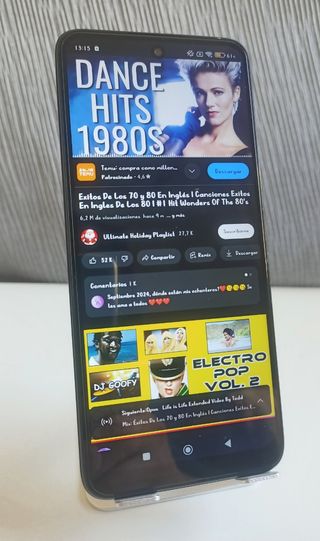 13:15
61
DANCE
HITS
1980s
TEMU
Temu: compra como millon...
Patrocinado · 4,6★
Descargar
Exitos De Los 70 y 80 En Inglés | Canciones Exitos
En Ingles De Los 80 | #1 Hit Wonders Of The 80's
6,2 M de visualizaciones hace 9 m ... y más
Ultimate Holiday Playlist 27,7 K
Suscribirse
52 K
Compartir
Remix
Descargar
Comentarios 1 K
Septiembre 2024, dónde están mis ochenteros?
Les amo a todos
DJ GOOFY
ELECTRO
POP
VOL. 2
Siguiente: Opus - Life is Life Extended Video By Todd
Mix: Exitos De Los 70 y 80 En Inglés | Canciones Exitos E...